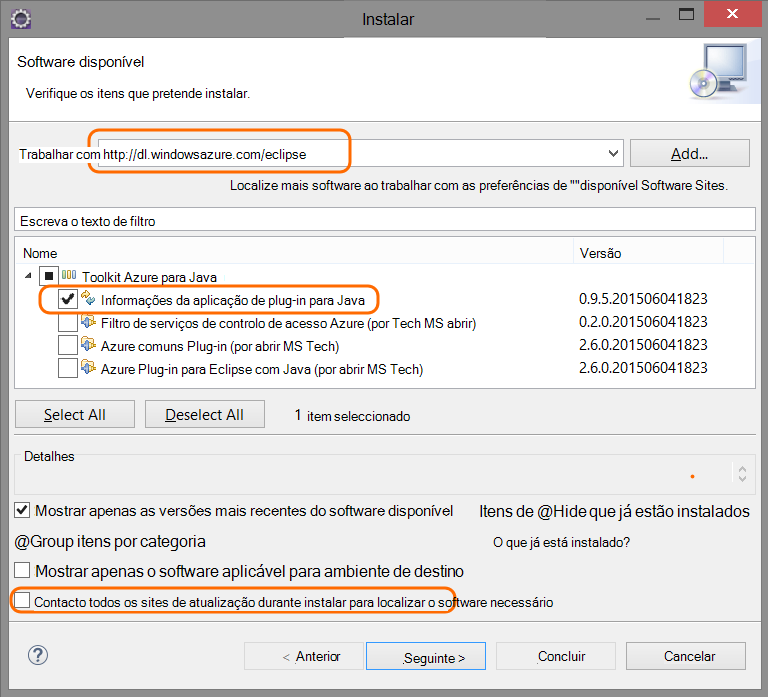 Instalar
Software disponível
Verifique os itens que pretende instalar.
Trabalhar com http://dl.windowsazure.com/eclipse
Add...
Localize mais software ao trabalhar com as preferências de ""disponível Software Sites.
Escreva o texto de filtro
Nome Versão
Toolkit Azure para Java
Informações da aplicação de plug-in para Java 0.9.5.201506041823
Filtro de serviços de controlo de acesso Azure (por Tech MS abrir) 0.2.0.201506041823
Azure comuns Plug-in (por abrir MS Tech) 2.6.0.201506041823
Azure Plug-in para Eclipse com Java (por abrir MS Tech) 2.6.0.201506041823
Select All Deselect All 1 item seleccionado
Detalhes
Mostrar apenas as versões mais recentes do software disponível Itens de @Hide que já estão instalados
@Group itens por categoria O que já está instalado?
Mostrar apenas o software aplicável para ambiente de destino
Contacto todos os sites de atualização durante instalar para localizar o software necessário
? < Anterior Seguinte > Concluir Cancelar